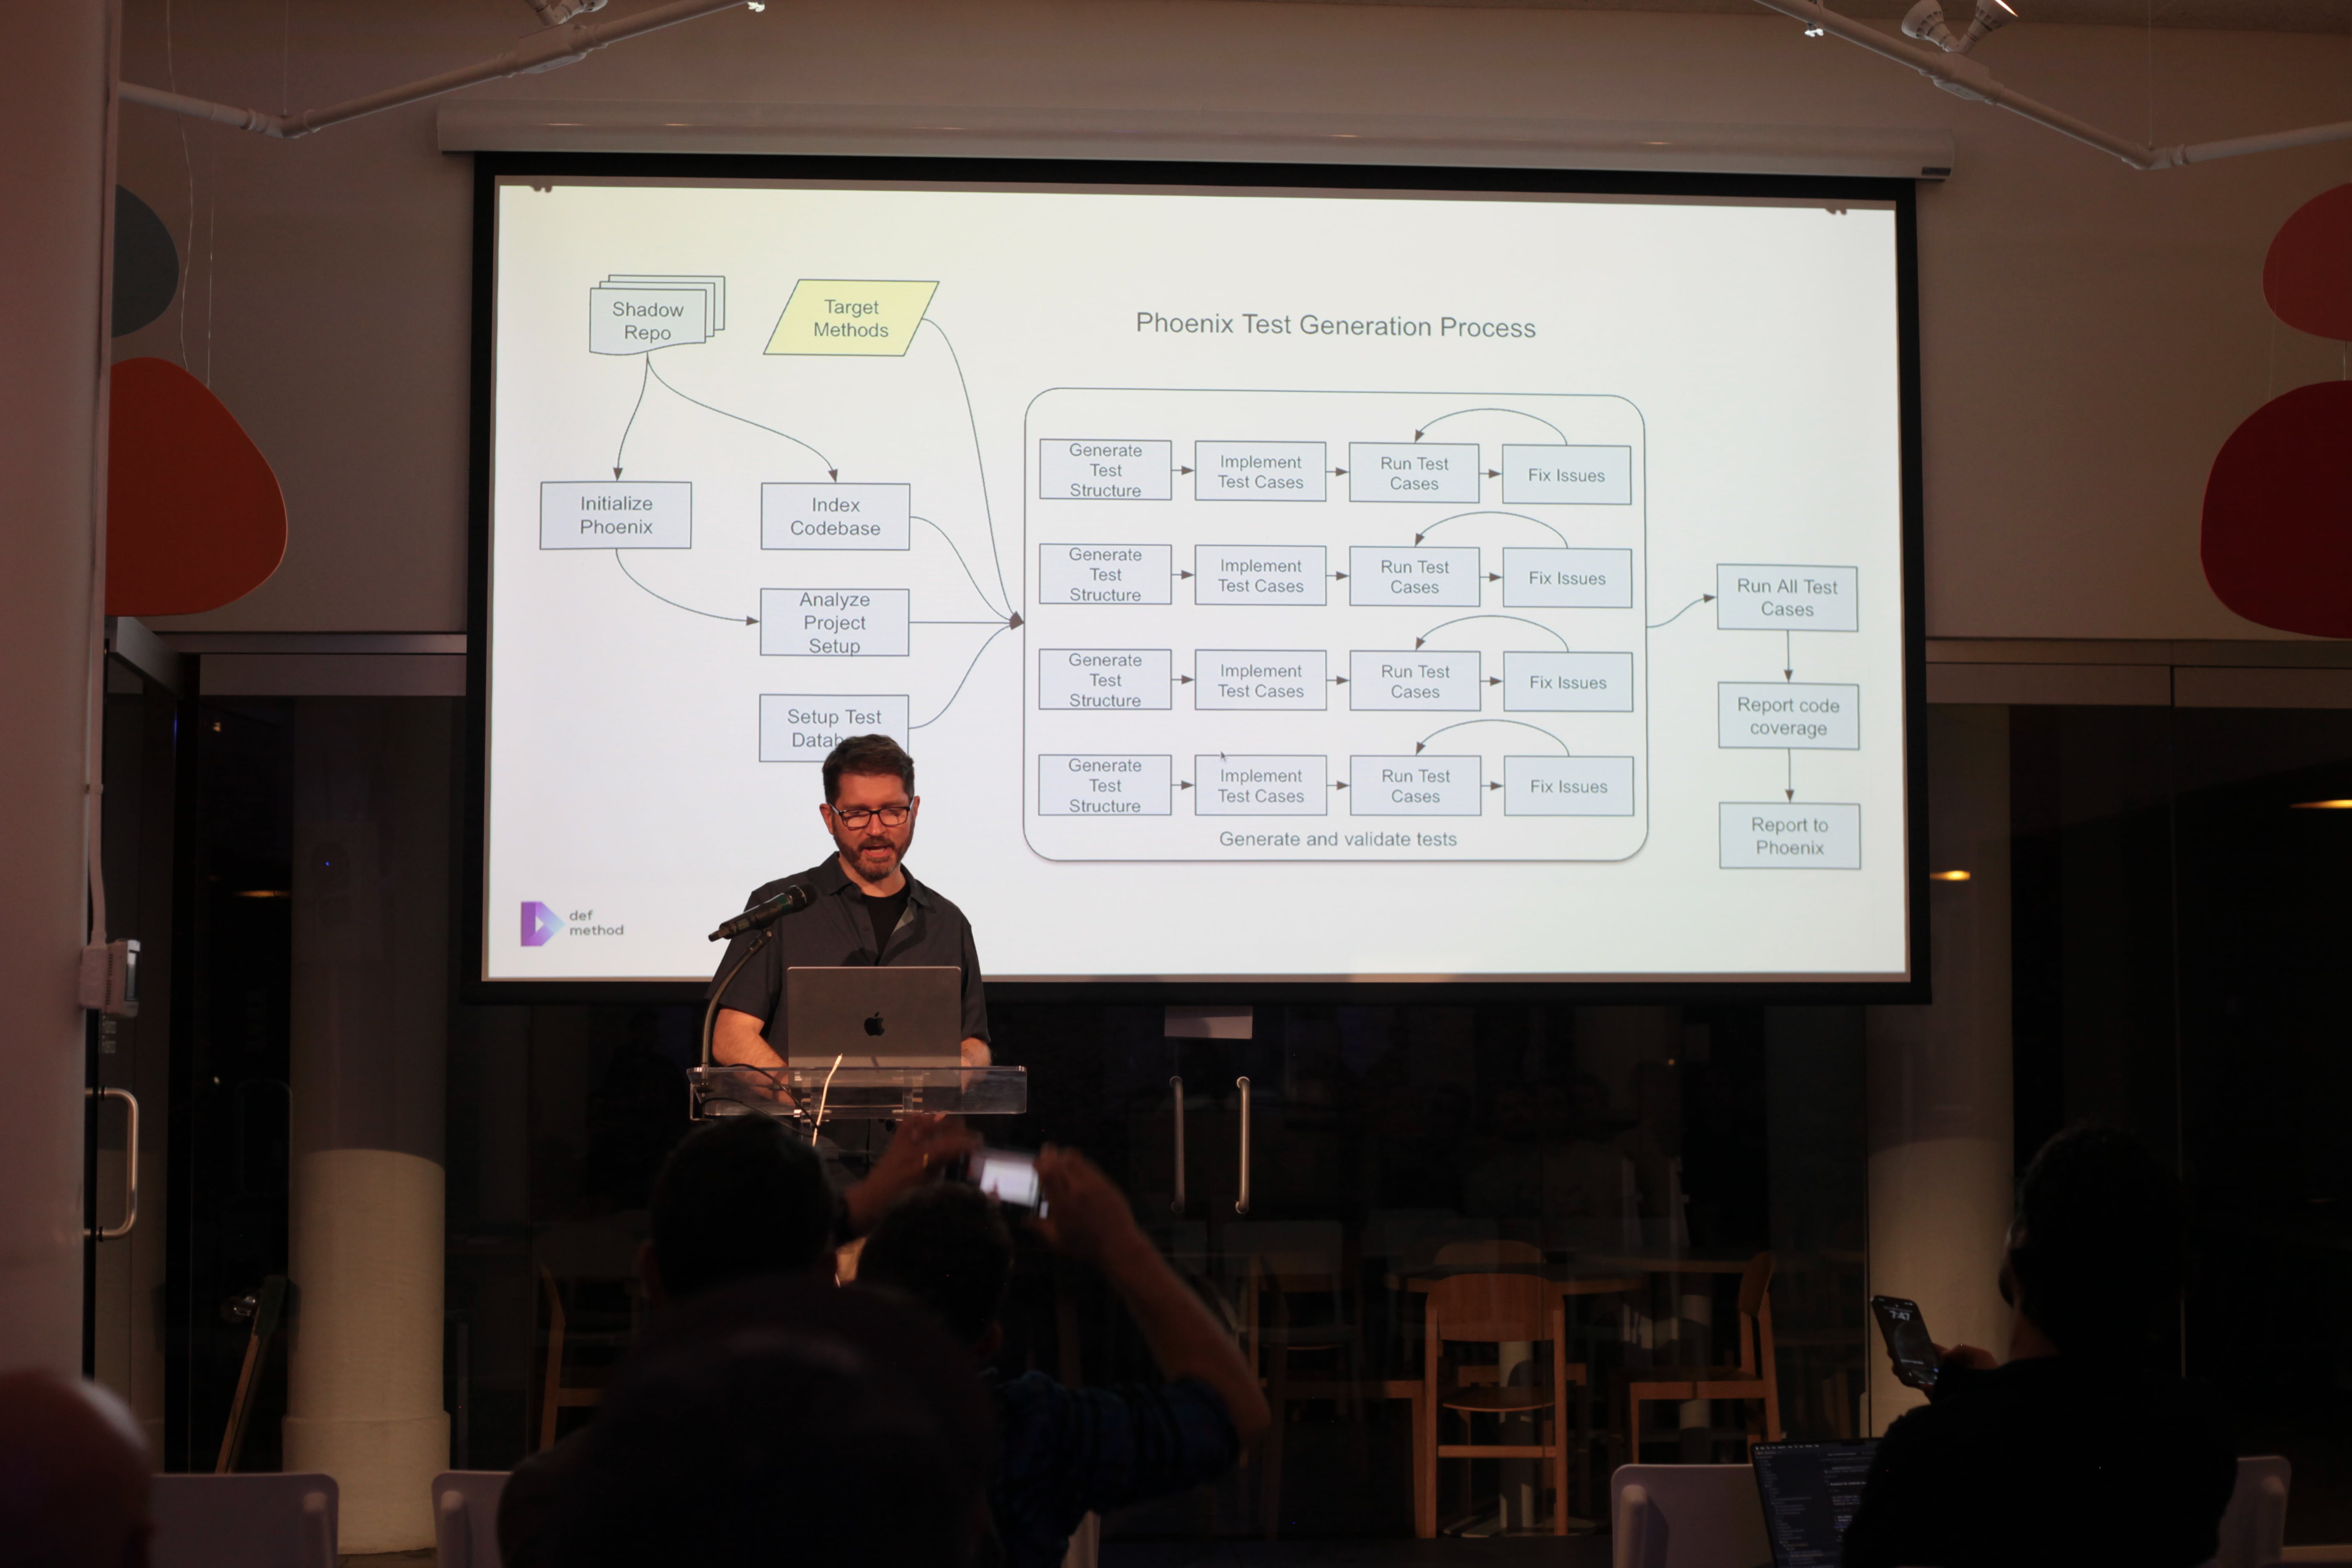 Shadow
Repo
Target
Methods
Phoenix Test Generation Process
Initialize
Phoenix
Index
Codebase
Analyze
Project
Setup
Setup Test
Generate
Test
Structure
Implement
Test Cases
Run Test
Cases
Fix Issues
Generate
Test
Structure
Implement
Test Cases
Run Test
Cases
Fix Issues
Generate
Test
Structure
Implement
Test Cases
Run Test
Cases
Fix Issues
Generate
Test
Structure
Implement
Test Cases
Run Test
Cases
Fix Issues
Generate and validate tests
Run All Test
Cases
Report code
coverage
Report to
Phoenix
def
method
7:47